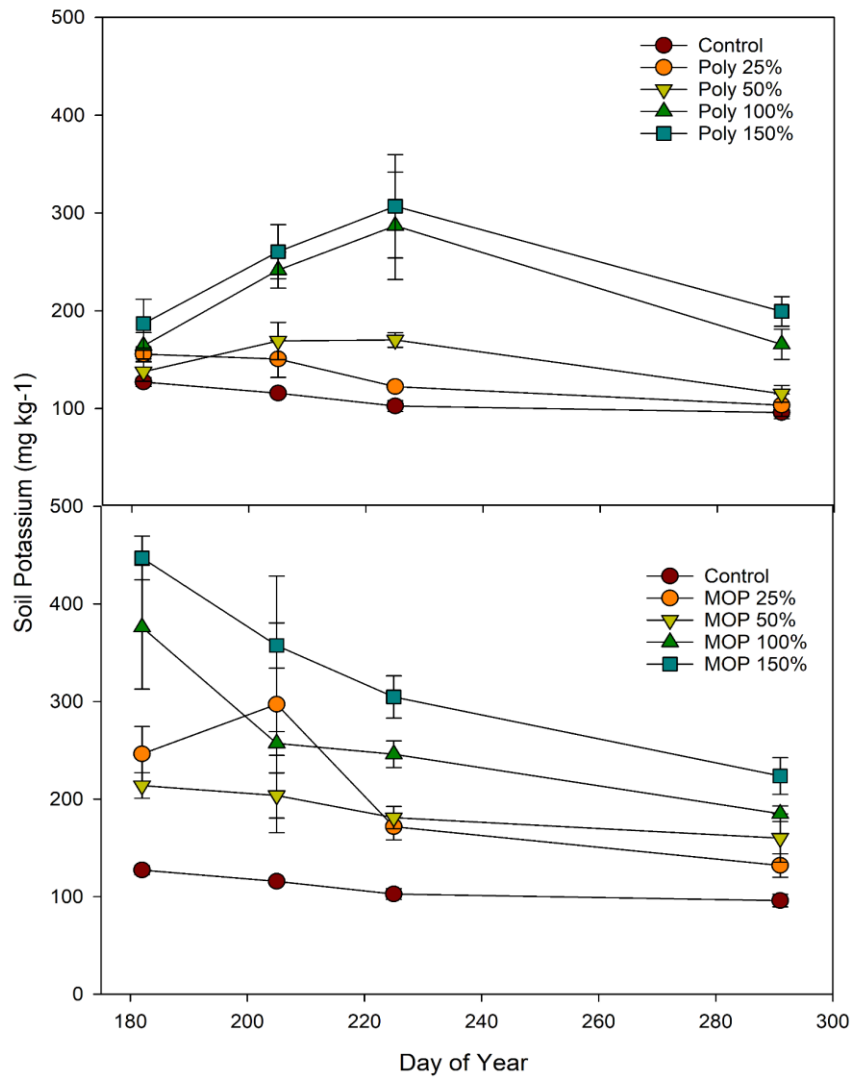 500
400
300
200
100
Control
Poly 25%
Poly 50%
Poly 100%
Poly 150%
Soil Potassium (mg kg-1)
500
400
300
200
100
0
Control
MOP 25%
MOP 50%
MOP 100%
MOP 150%
180 200 220 240 260 280 300
Day of Year